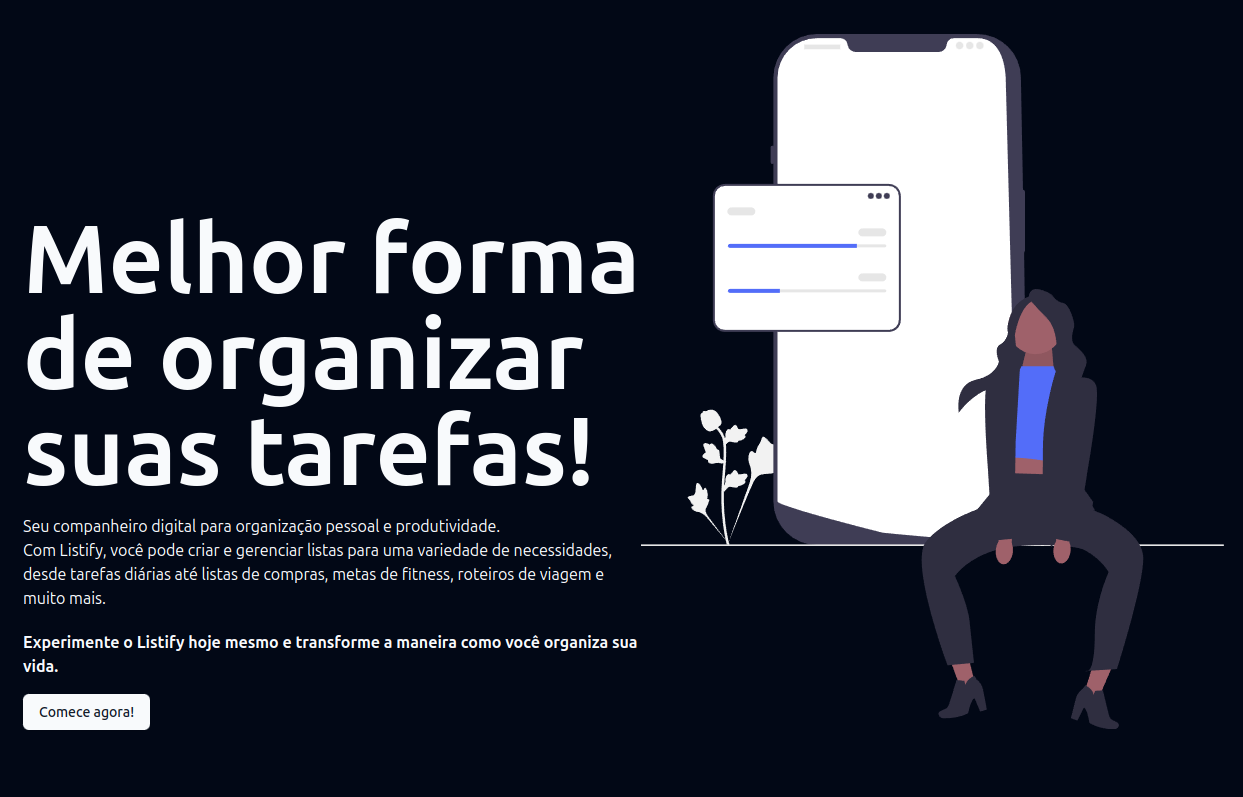 Melhor forma
de organizar
suas tarefas!
Seu companheiro digital para organização pessoal e produtividade.
Com Listify, você pode criar e gerenciar listas para uma variedade de necessidades,
desde tarefas diárias até listas de compras, metas de fitness, roteiros de viagem e
muito mais.
Experimente o Listify hoje mesmo e transforme a maneira como você organiza sua
vida.
Comece agora!